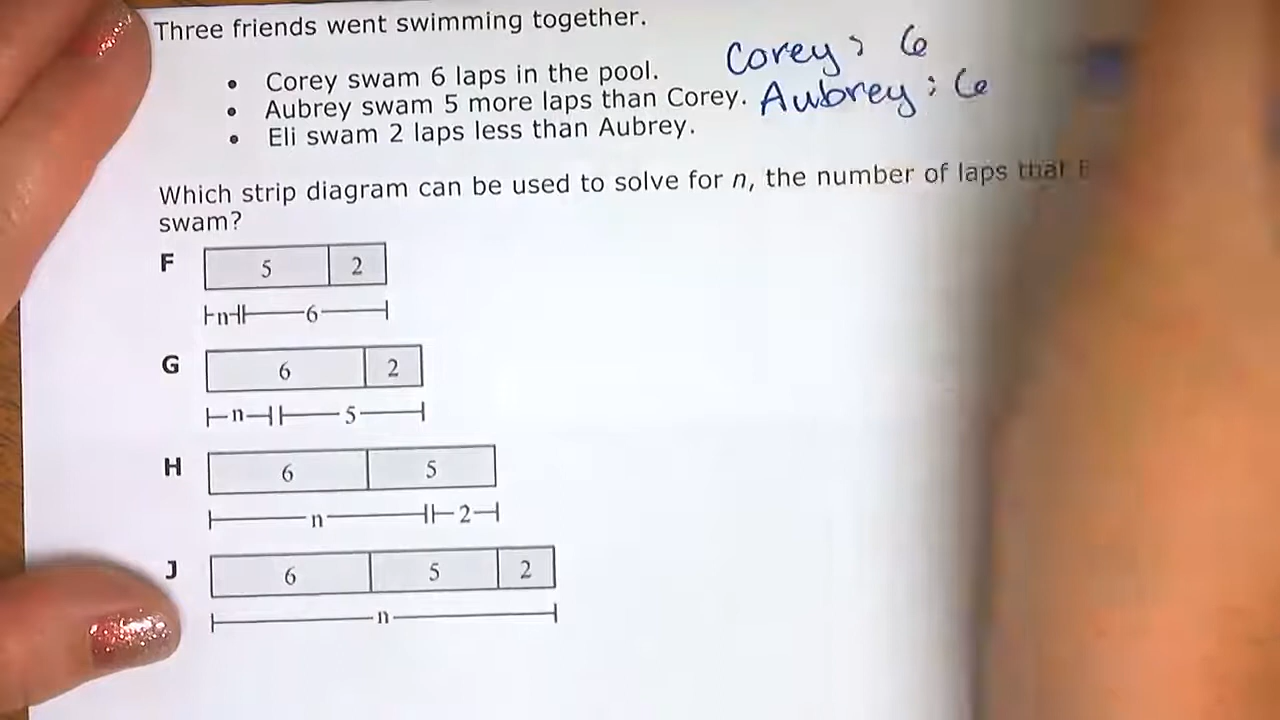 Three friends went swimming together.
Corey: 6
• Corey swam 6 laps in the pool.
• Aubrey swam 5 more laps than Corey.
Aubrey: 6
• Eli swam 2 laps less than Aubrey.
Which strip diagram can be used to solve for n, the number of laps that
swam?
F 5 2
n 6
G 6 2
n 5
H 6 5
n 2
J 6 5 2
n